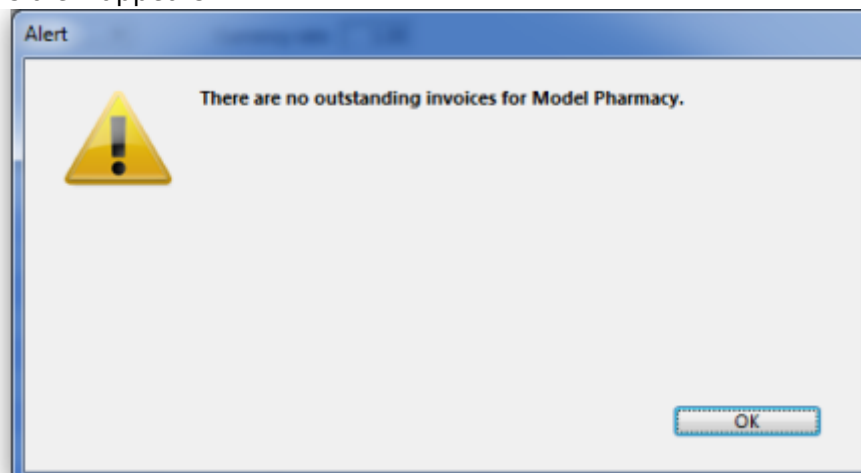 Alert
There are no outstanding invoices for Model Pharmacy.
OK